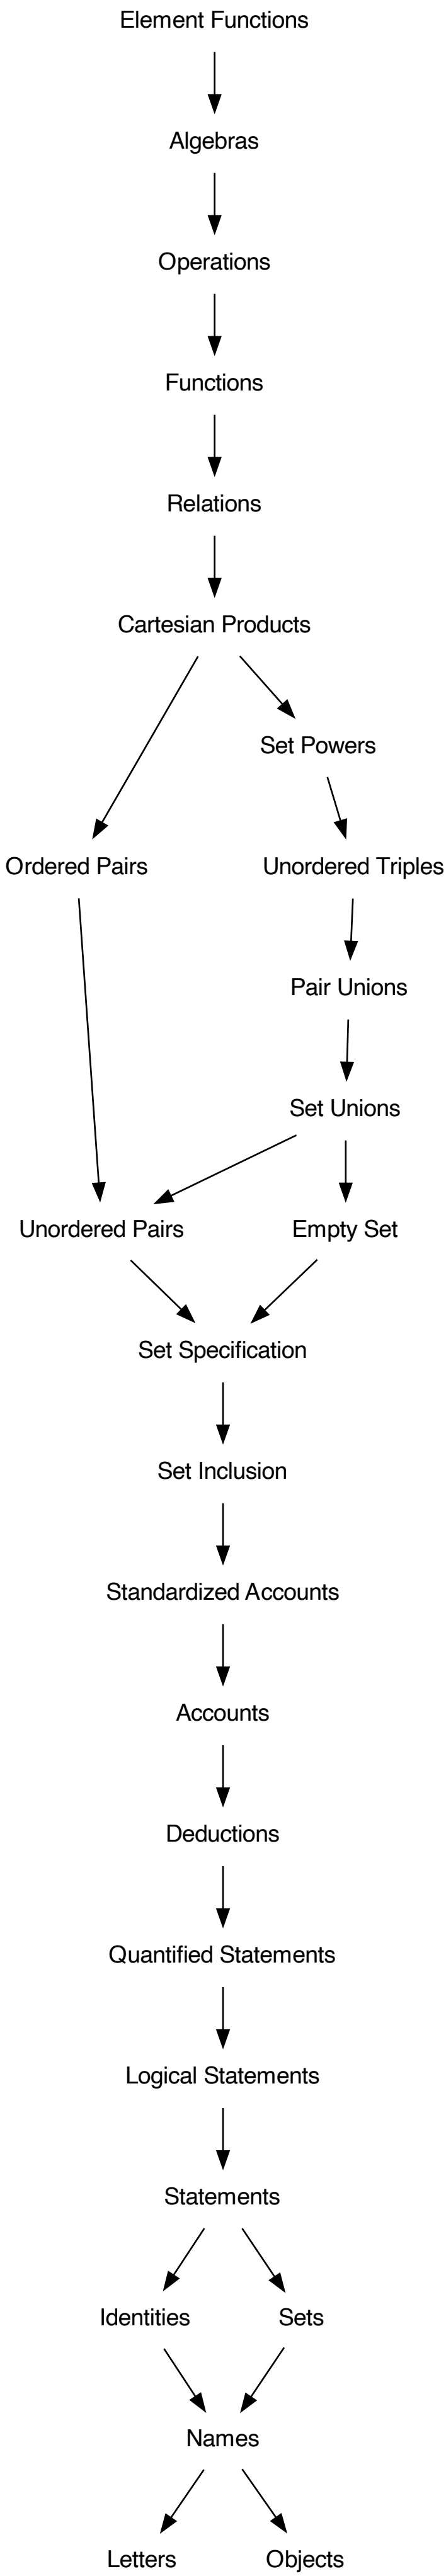 Element Functions
Algebras
Operations
Functions
Relations
Cartesian Products
Set Powers
Ordered Pairs
Unordered Triples
Pair Unions
Set Unions
Unordered Pairs
Empty Set
Set Specification
Set Inclusion
Standardized Accounts
Accounts
Deductions
Quantified Statements
Logical Statements
Statements
Identities
Sets
Names
Letters
Objects